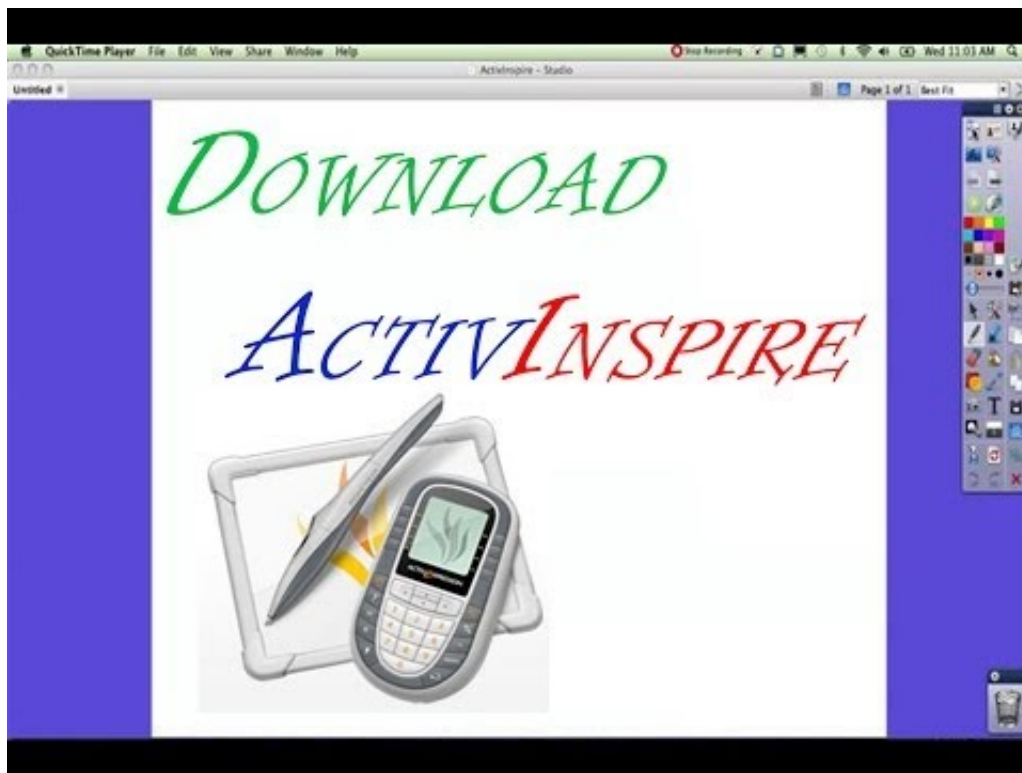 QuickTime Player File Edit View Share Window Help Stop Recording Wed 11:03 AM
ActivInspire - Studio
Untitled Page 1 of 1 Best Fit
DOWNLOAD
ACTIVINSPIRE